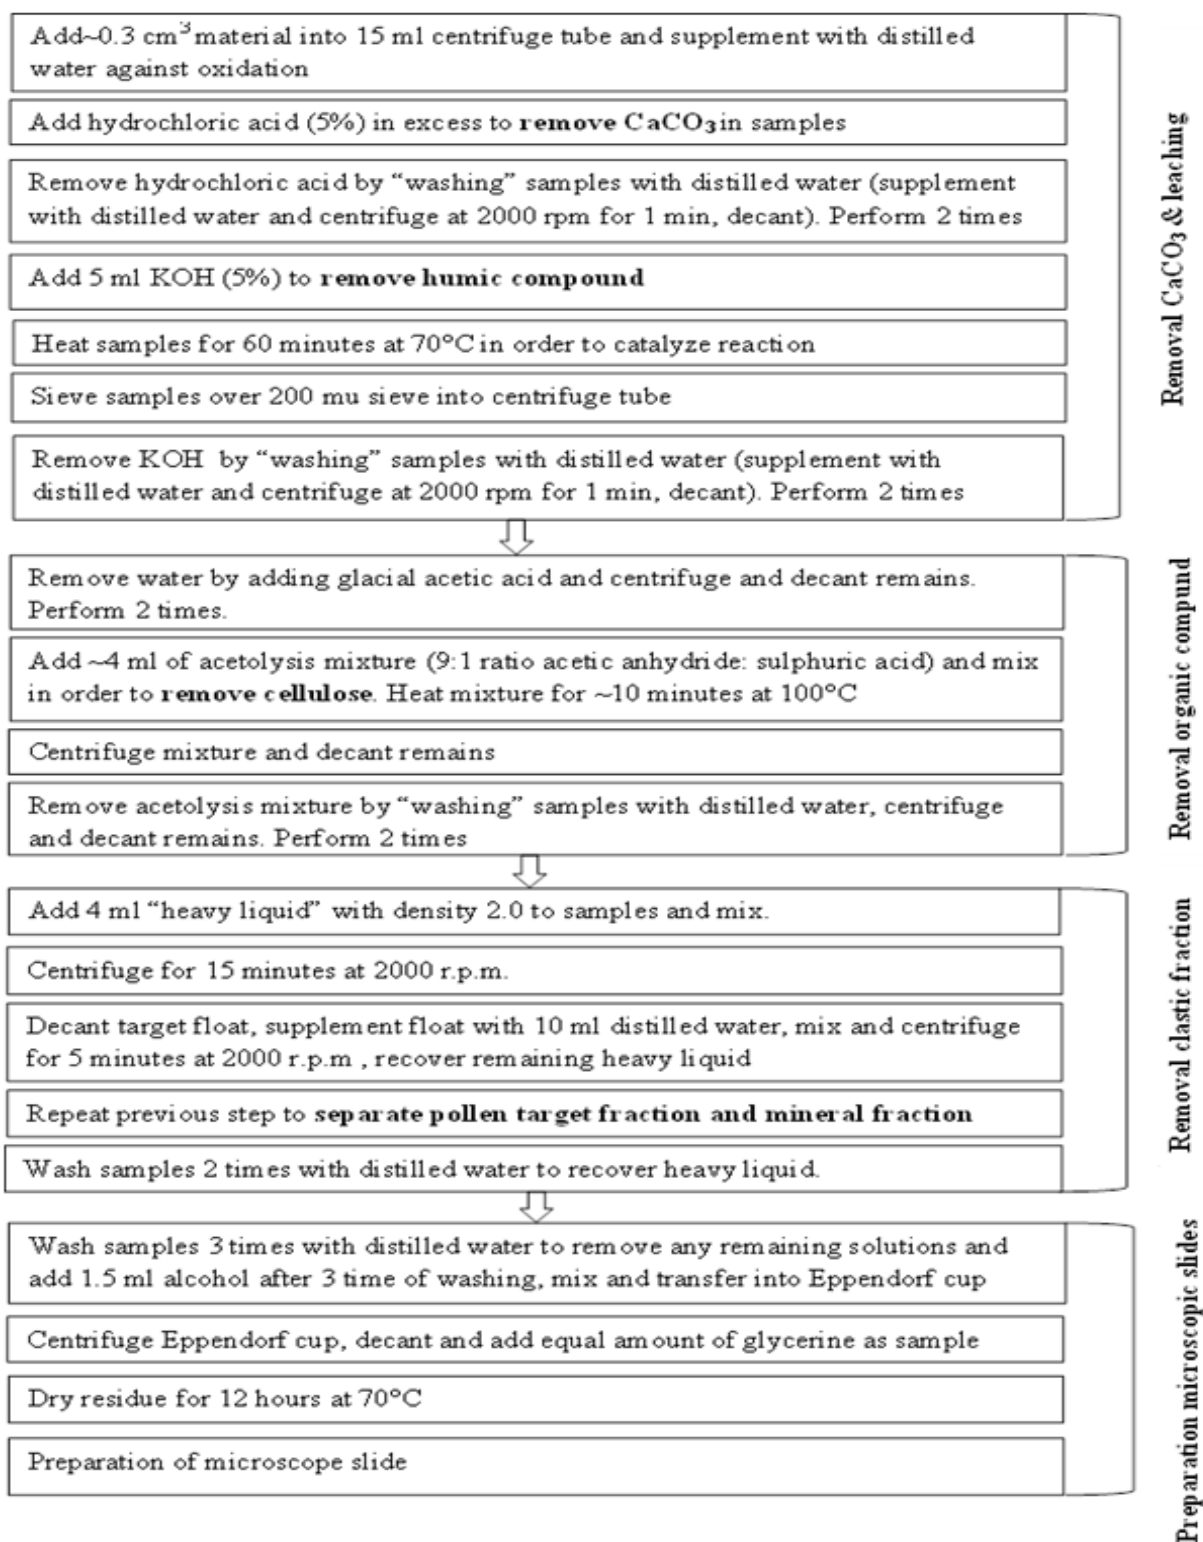 Add~0.3 cm³ material into 15 ml centrifuge tube and supplement with distilled
water against oxidation
Add hydrochloric acid (5%) in excess to remove CaCO₃ in samples
Remove hydrochloric acid by “washing” samples with distilled water (supplement
with distilled water and centrifuge at 2000 rpm for 1 min, decant). Perform 2 times
Add 5 ml KOH (5%) to remove humic compound
Heat samples for 60 minutes at 70°C in order to catalyze reaction
Sieve samples over 200 mu sieve into centrifuge tube
Remove KOH by “washing” samples with distilled water (supplement with
distilled water and centrifuge at 2000 rpm for 1 min, decant). Perform 2 times
Removal CaCO₃ & leaching
Remove water by adding glacial acetic acid and centrifuge and decant remains.
Perform 2 times.
Add ~4 ml of acetolysis mixture (9:1 ratio acetic anhydride: sulphuric acid) and mix
in order to remove cellulose. Heat mixture for ~10 minutes at 100°C
Centrifuge mixture and decant remains
Remove acetolysis mixture by “washing” samples with distilled water, centrifuge
and decant remains. Perform 2 times
Removal organic compund
Add 4 ml “heavy liquid” with density 2.0 to samples and mix.
Centrifuge for 15 minutes at 2000 r.p.m.
Decant target float, supplement float with 10 ml distilled water, mix and centrifuge
for 5 minutes at 2000 r.p.m , recover remaining heavy liquid
Repeat previous step to separate pollen target fraction and mineral fraction
Wash samples 2 times with distilled water to recover heavy liquid.
Removal clastic fraction
Wash samples 3 times with distilled water to remove any remaining solutions and
add 1.5 ml alcohol after 3 time of washing, mix and transfer into Eppendorf cup
Centrifuge Eppendorf cup, decant and add equal amount of glycerine as sample
Dry residue for 12 hours at 70°C
Preparation of microscope slide
Preparation microscopic slides